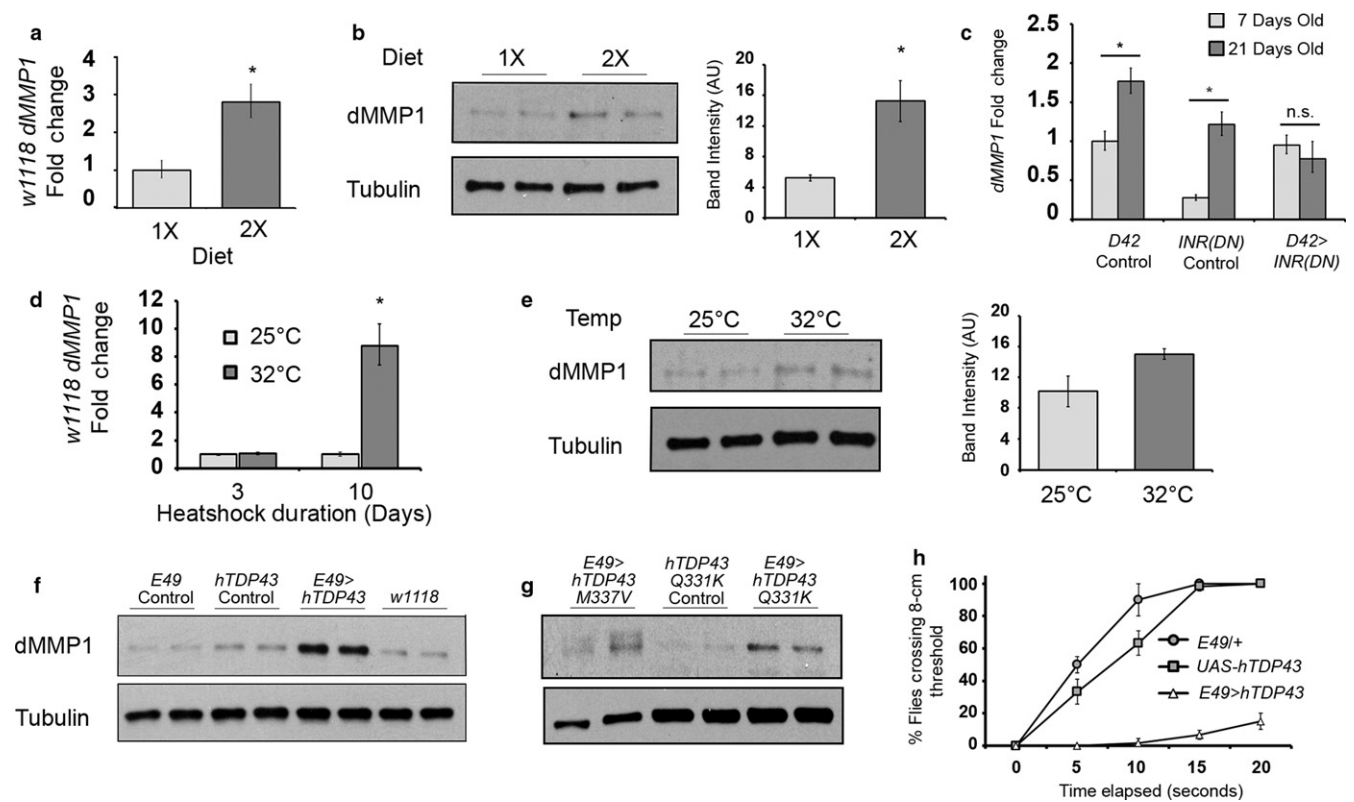 a
w1118 dMMP1
Fold change
4
3
2
1
0
*
1X
2X
Diet
b
Diet
1X
2X
dMMP1
Tubulin
Band Intensity (AU)
20
16
12
8
4
0
*
1X
2X
c
7 Days Old
21 Days Old
dMMP1 Fold change
2
1.5
1
0.5
0
*
*
n.s.
D42
Control
INR(DN)
Control
D42>
INR(DN)
d
w1118 dMMP1
Fold change
12
10
8
6
4
2
0
25°C
32°C
*
3
10
Heatshock duration (Days)
e
Temp
25°C
32°C
dMMP1
Tubulin
Band Intensity (AU)
20
16
12
8
4
0
25°C
32°C
f
E49
Control
hTDP43
Control
E49>
hTDP43
w1118
dMMP1
Tubulin
g
E49>
hTDP43
M337V
hTDP43
Q331K
Control
E49>
hTDP43
Q331K
h
% Flies crossing 8-cm
threshold
100
80
60
40
20
0
E49/+
UAS-hTDP43
E49>hTDP43
0
5
10
15
20
Time elapsed (seconds)